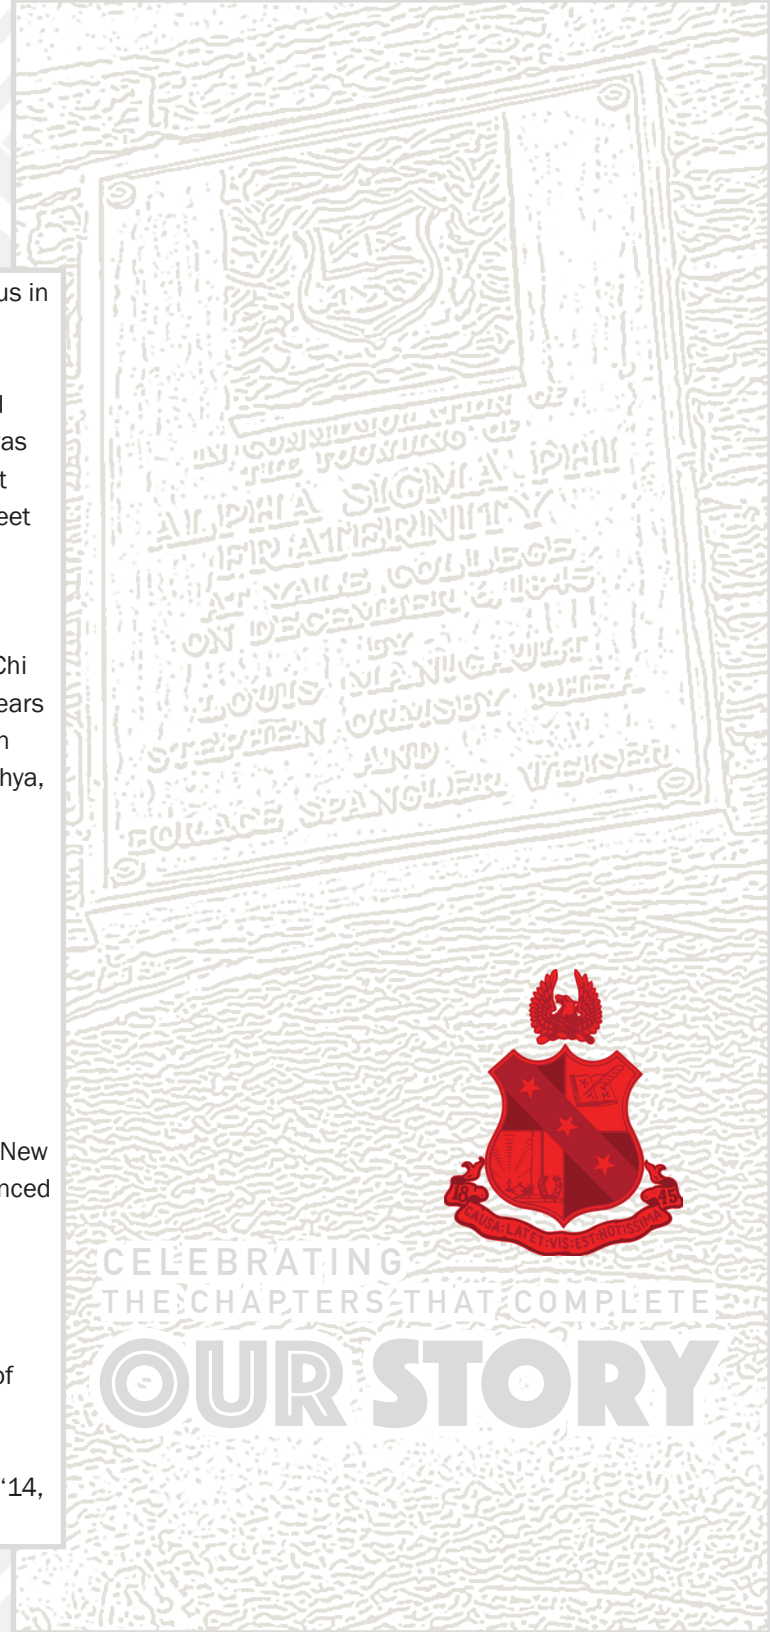 us in
as
t
eet
Chi
ears
n
hya,
New
nced
of
‘14,
IN COMMEMORATION OF
THE FOUNDING OF
ALPHA SIGMA PHI
FRATERNITY
AT YALE COLLEGE
ON DECEMBER 6, 1845
BY
LOUIS MANIGAULT
STEPHEN ORMSBY RHEA
AND
HORACE SPANGLER WEISER
18
45
CAUSA:LATET:VIS:EST:NOTISSIMA
CELEBRATING
THE CHAPTERS THAT COMPLETE
OUR STORY